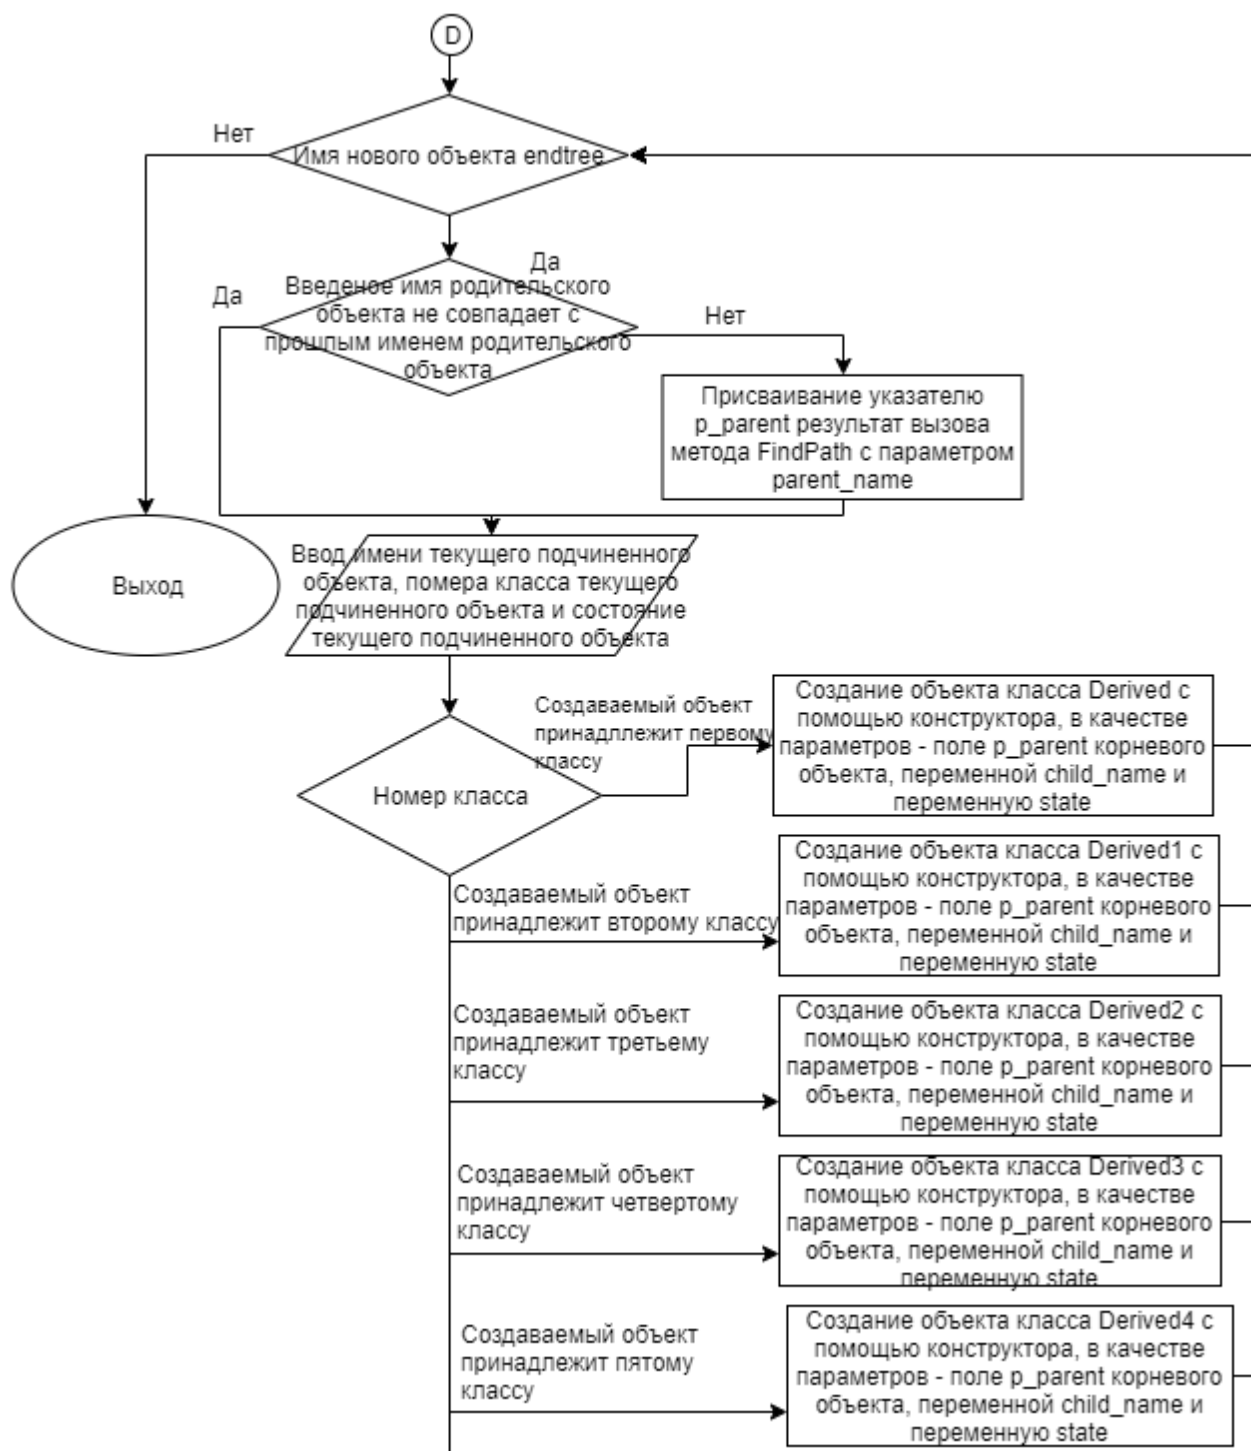 D
Нет
Имя нового объекта endtree
Да
Введеное имя родительского
объекта не совпадает с
прошлым именем родительского
объекта
Да
Нет
Присваивание указателю
p_parent результат вызова
метода FindPath с параметром
parent_name
Выход
Ввод имени текущего подчиненного
объекта, помера класса текущего
подчиненного объекта и состояние
текущего подчиненного объекта
Номер класса
Создаваемый объект
принадллежит первому
классу
Создание объекта класса Derived с
помощью конструктора, в качестве
параметров - поле p_parent корневого
объекта, переменной child_name и
переменную state
Создаваемый объект
принадлежит второму классу
Создание объекта класса Derived1 с
помощью конструктора, в качестве
параметров - поле p_parent корневого
объекта, переменной child_name и
переменную state
Создаваемый объект
принадлежит третьему
классу
Создание объекта класса Derived2 с
помощью конструктора, в качестве
параметров - поле p_parent корневого
объекта, переменной child_name и
переменную state
Создаваемый объект
принадлежит четвертому
классу
Создание объекта класса Derived3 с
помощью конструктора, в качестве
параметров - поле p_parent корневого
объекта, переменной child_name и
переменную state
Создаваемый объект
принадлежит пятому
классу
Создание объекта класса Derived4 с
помощью конструктора, в качестве
параметров - поле p_parent корневого
объекта, переменной child_name и
переменную state